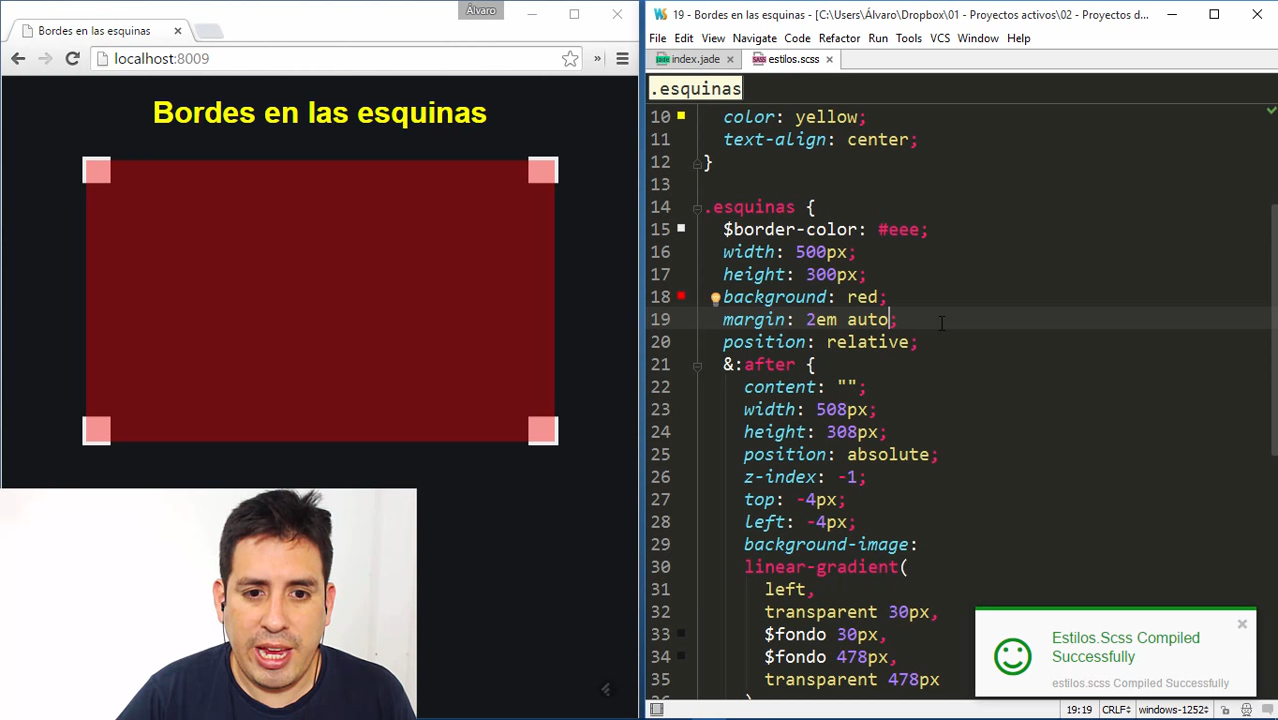 Álvaro
Bordes en las esquinas
localhost:8009
Bordes en las esquinas
19 - Bordes en las esquinas - [C:\Users\Álvaro\Dropbox\01 - Proyectos activos\02 - Proyectos d...
File Edit View Navigate Code Refactor Run Tools VCS Window Help
index.jade estilos.scss
.esquinas
10 color: yellow;
11 text-align: center;
12 }
13
14 .esquinas {
15 $border-color: #eee;
16 width: 500px;
17 height: 300px;
18 background: red;
19 margin: 2em auto;
20 position: relative;
21 &:after {
22 content: "";
23 width: 508px;
24 height: 308px;
25 position: absolute;
26 z-index: -1;
27 top: -4px;
28 left: -4px;
29 background-image:
30 linear-gradient(
31 left,
32 transparent 30px,
33 $fondo 30px,
34 $fondo 478px,
35 transparent 478px
Estilos.Scss Compiled
Successfully
estilos.scss Compiled Successfully
19:19 CRLF windows-1252